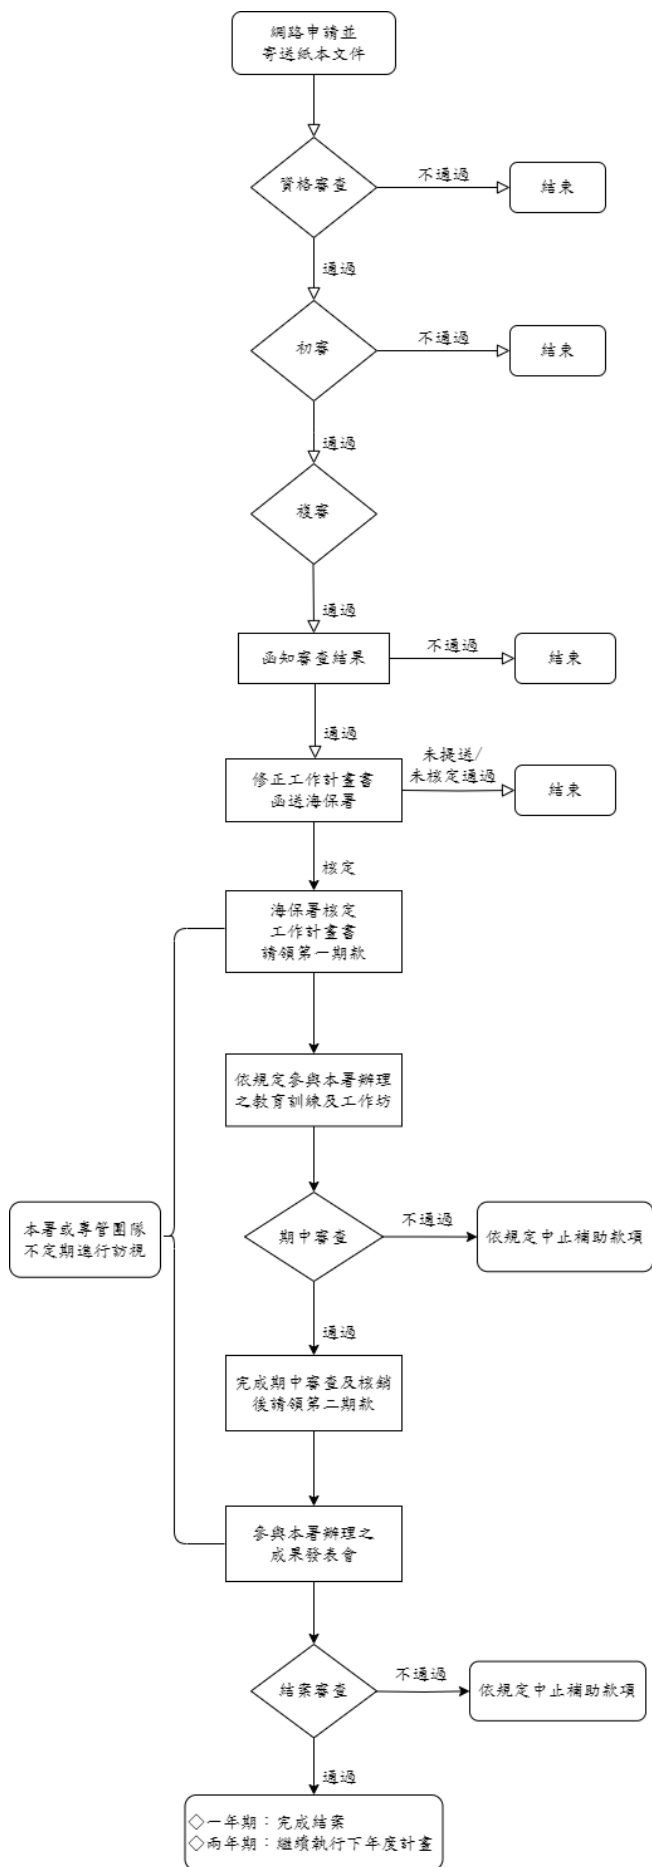 網路申請並
寄送紙本文件
資格審查
不通過
結束
通過
初審
不通過
結束
通過
複審
通過
函知審查結果
不通過
結束
通過
修正工作計畫書
函送海保署
未提送/
未核定通過
結束
核定
海保署核定
工作計畫書
請領第一期款
依規定參與本署辦理
之教育訓練及工作坊
本署或專管團隊
不定期進行訪視
期中審查
不通過
依規定中止補助款項
通過
完成期中審查及核銷
後請領第二期款
參與本署辦理之
成果發表會
結案審查
不通過
依規定中止補助款項
通過
◇一年期：完成結案
◇兩年期：繼續執行下年度計畫